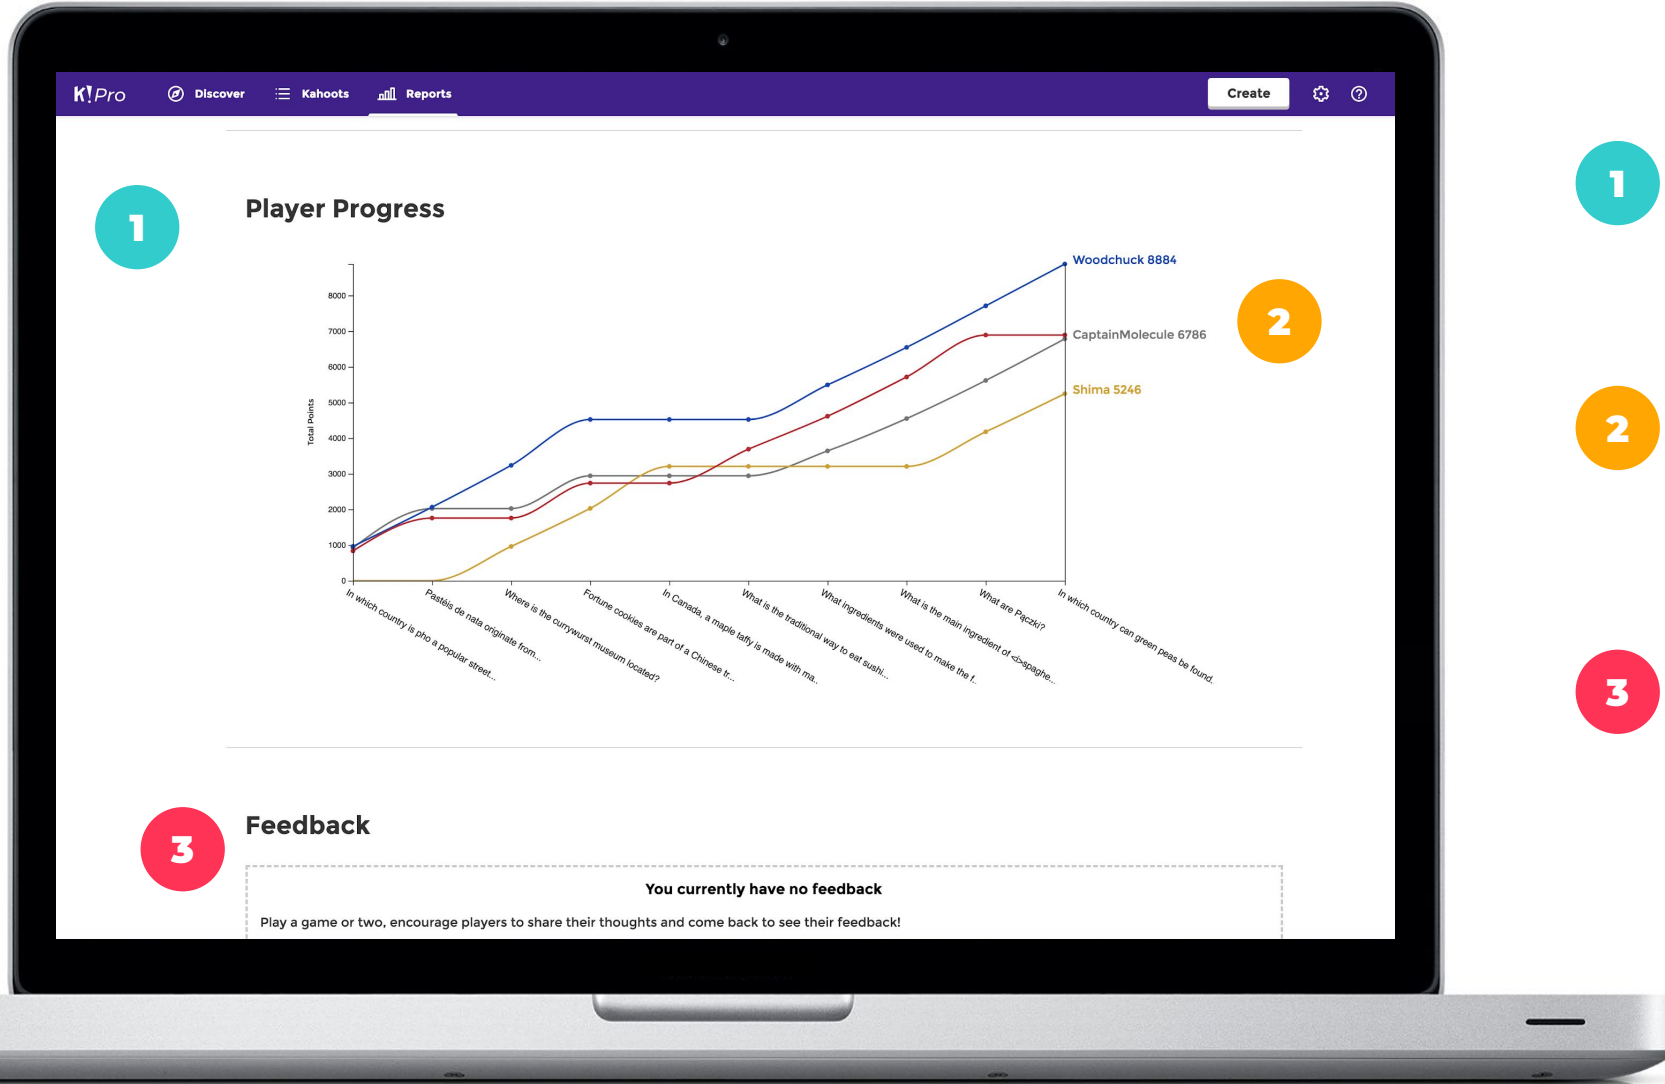 K!Pro Discover Kahoots Reports Create
1
1
Player Progress
Woodchuck 8884
2
CaptainMolecule 6786
Shima 5246
2
Total Points
8000
7000
6000
5000
4000
3000
2000
1000
0
In which country is pho a popular street...
Pastéis de nata originate from...
Where is the currywurst museum located?
Fortune cookies are part of a Chinese tr...
In Canada, a maple taffy is made with ma..
What is the traditional way to eat sushi...
What ingredients were used to make the f..
What is the main ingredient of <i>spaghe...
What are Pączki?
In which country can green peas be found.
3
Feedback
3
You currently have no feedback
Play a game or two, encourage players to share their thoughts and come back to see their feedback!